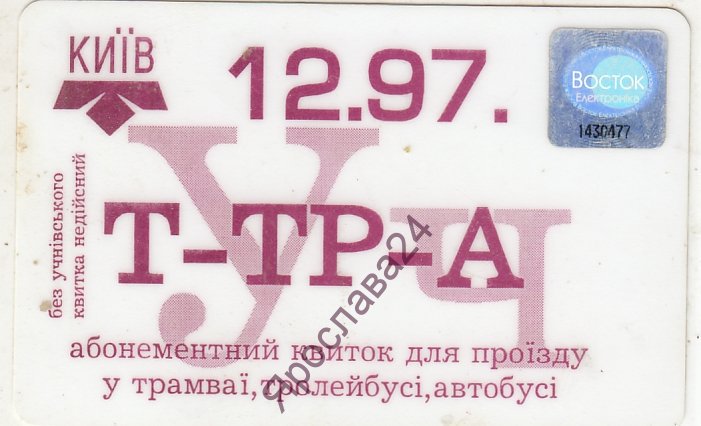 КИЇВ
12.97.
ВОСТОК
Електроніка
1430477
без учнівського
квитка недійсний
Уч
Т-ТР-А
абонементний квиток для проїзду
у трамваї,тролейбусі,автобусі
Ярослава24